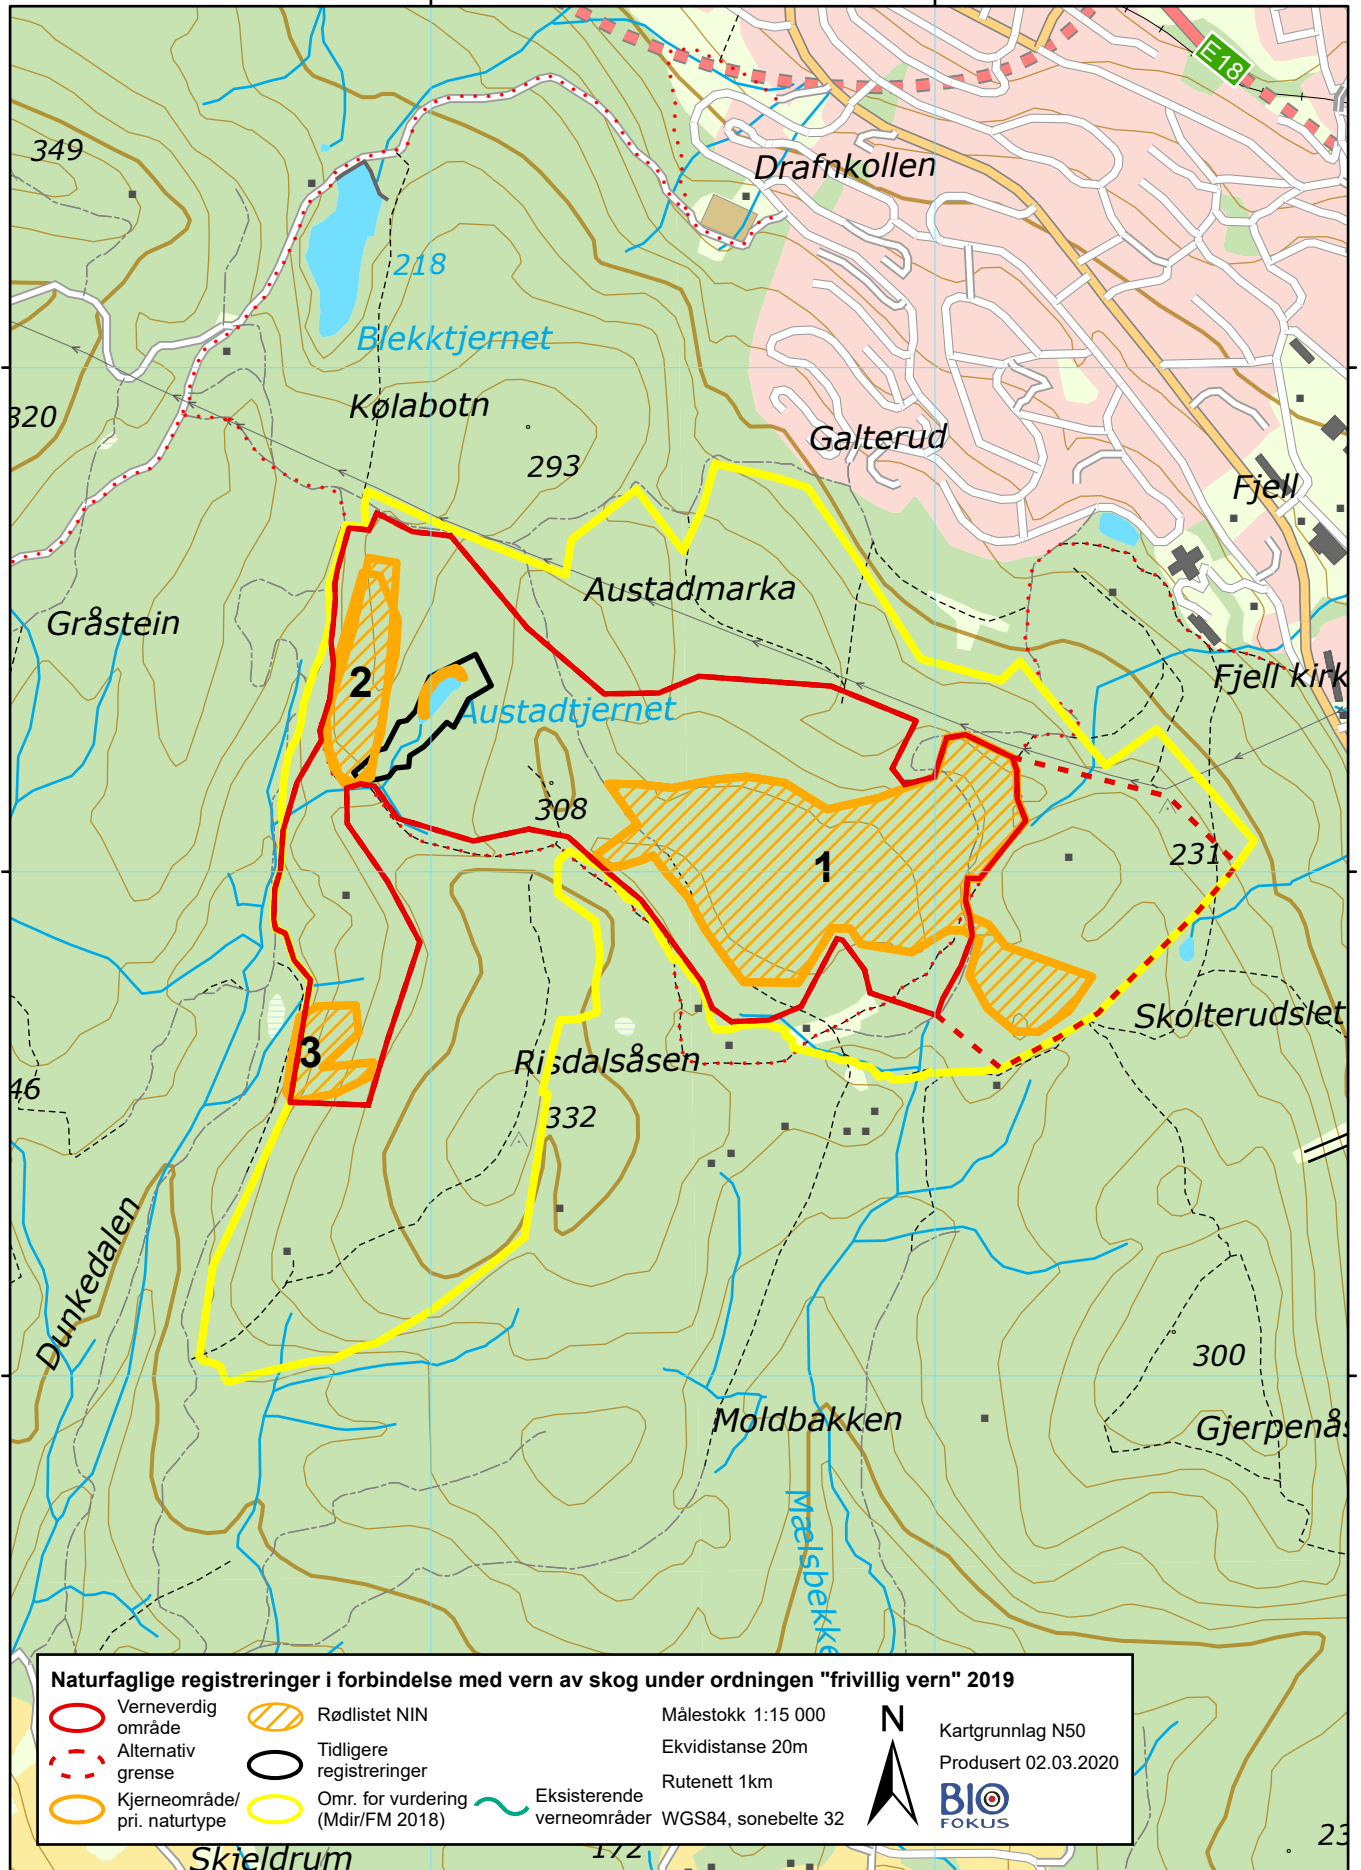 E18
349
Drafnkollen
218
Blekktjernet
Kølabotn
320
293
Galterud
Fjell
Austadmarka
Gråstein
2
Fjell kirk
Austadtjernet
308
1
231
3
Risdalsåsen
Skolterudslet
46
332
Dunkedalen
300
Moldbakken
Gjerpenås
Mælsbekke
Naturfaglige registreringer i forbindelse med vern av skog under ordningen "frivillig vern" 2019
Verneverdig
område
Alternativ
grense
Kjerneområde/
pri. naturtype
Rødlistet NIN
Tidligere
registreringer
Omr. for vurdering
(Mdir/FM 2018)
Eksisterende
verneområder
Målestokk 1:15 000
Ekvidistanse 20m
Rutenett 1km
WGS84, sonebelte 32
N
Kartgrunnlag N50
Produsert 02.03.2020
BIO
FOKUS
Skjeldrum
172
23